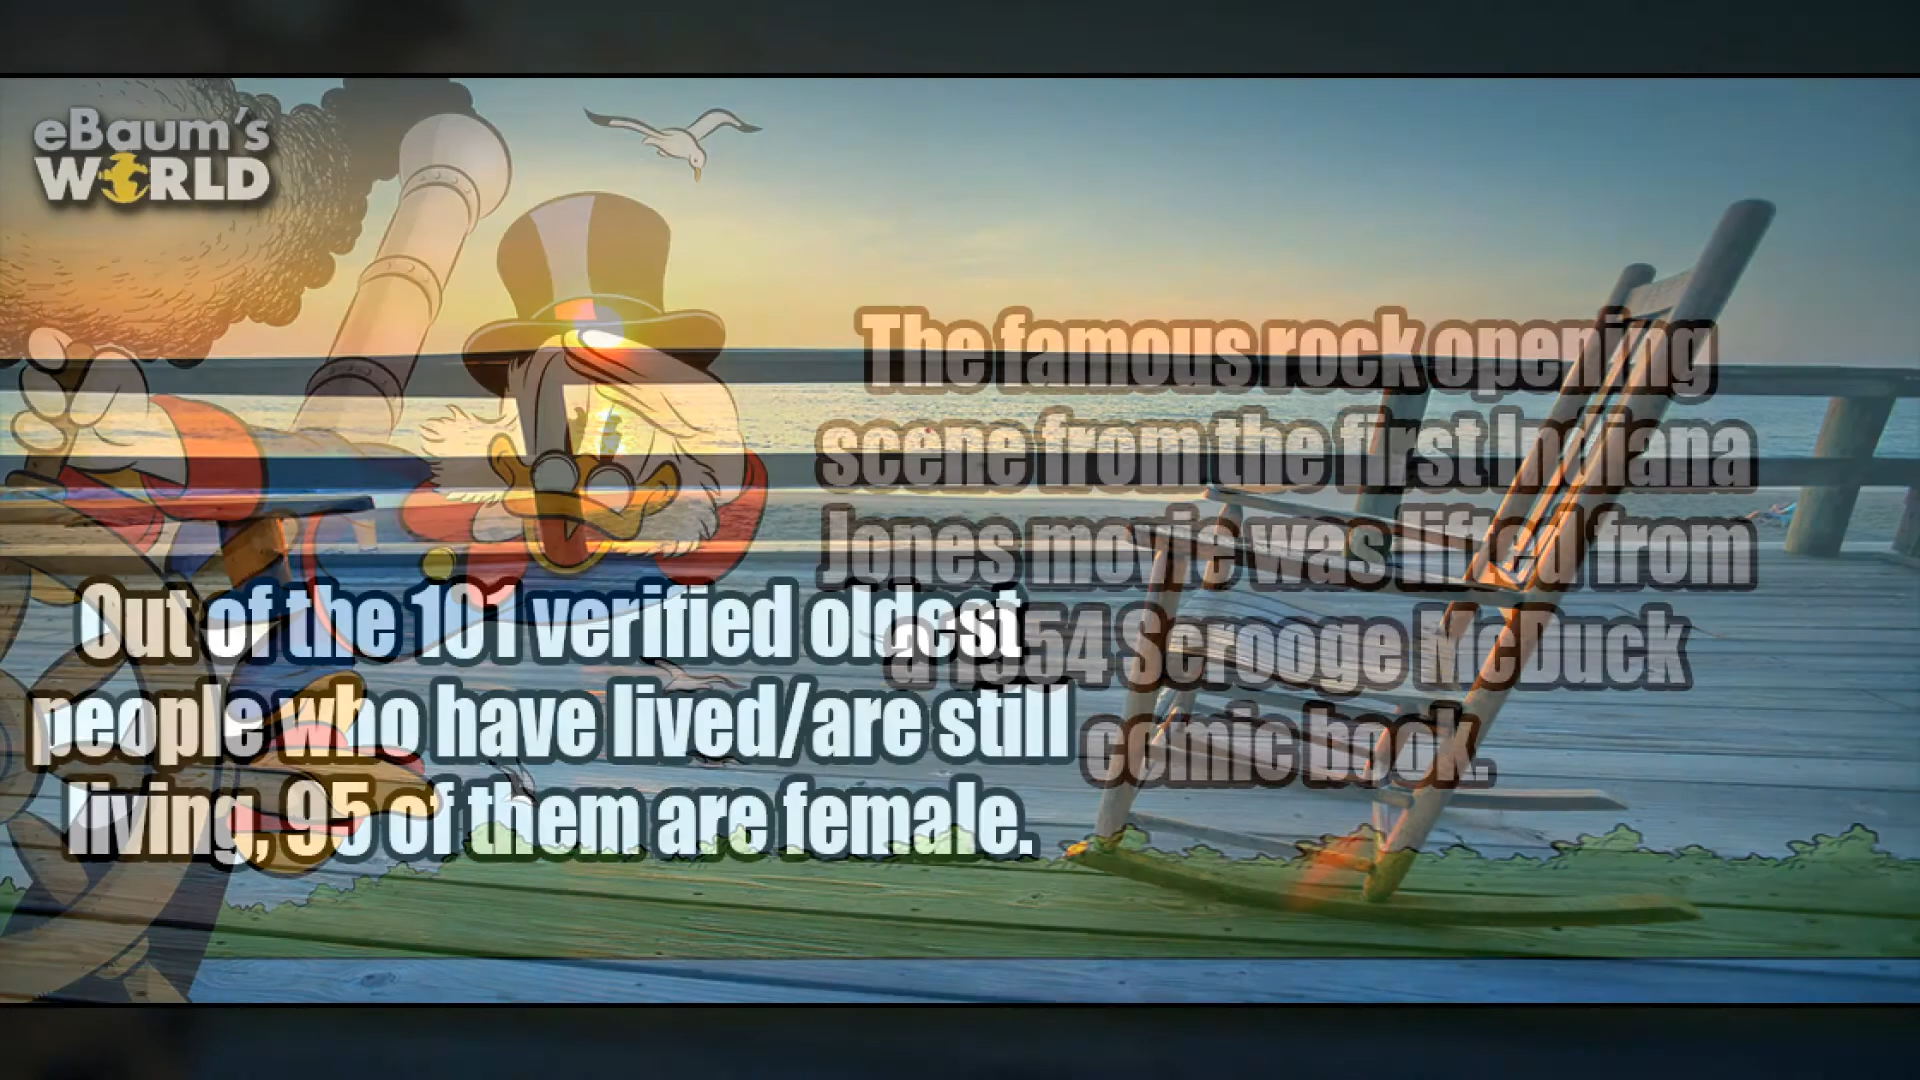 eBaum's
WORLD
The famous rock opening
scene from the first Indiana
Jones movie was lifted from
a 1954 Scrooge McDuck
comic book.
Out of the 101 verified oldest
people who have lived/are still
living, 95 of them are female.